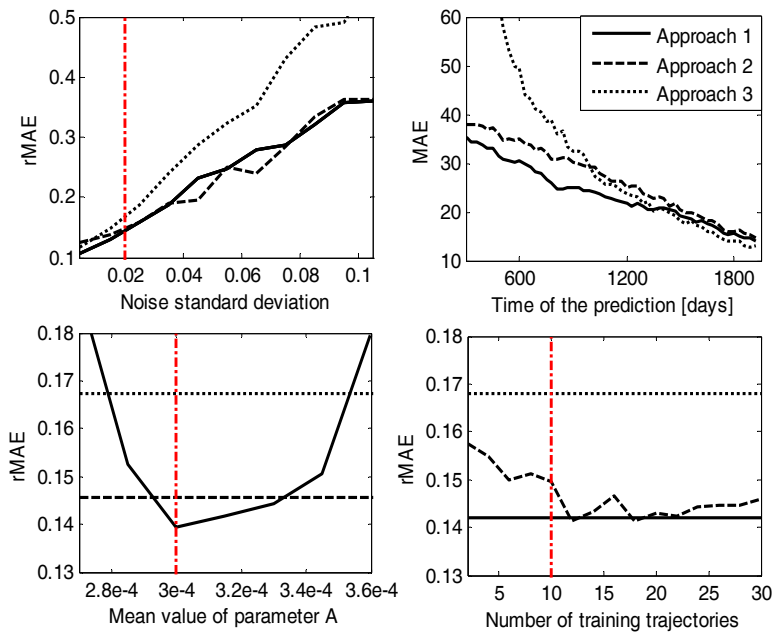 0.5
0.4
0.3
0.2
0.1
rMAE
0.02
0.04
0.06
0.08
0.1
Noise standard deviation
60
50
40
30
20
10
MAE
600
1200
1800
Time of the prediction [days]
Approach 1
Approach 2
Approach 3
0.18
0.17
0.16
0.15
0.14
0.13
rMAE
2.8e-4
3e-4
3.2e-4
3.4e-4
3.6e-4
Mean value of parameter A
0.18
0.17
0.16
0.15
0.14
0.13
rMAE
5
10
15
20
25
30
Number of training trajectories